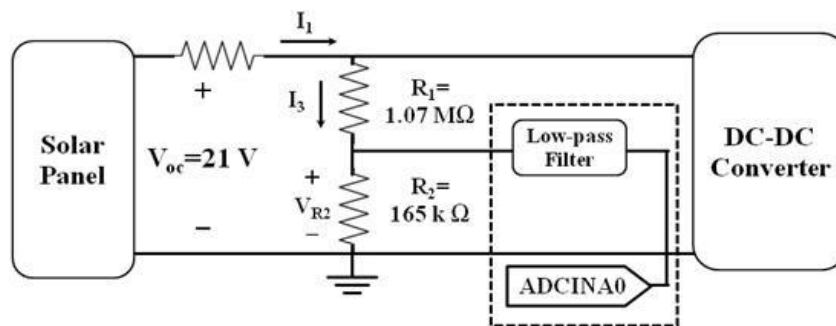 I₁
+
I₃
R₁=
1.07 MΩ
Solar
Panel
Vₒc=21 V
Low-pass
Filter
DC-DC
Converter
+
V_R2
–
R₂=
165 k Ω
–
ADCINA0